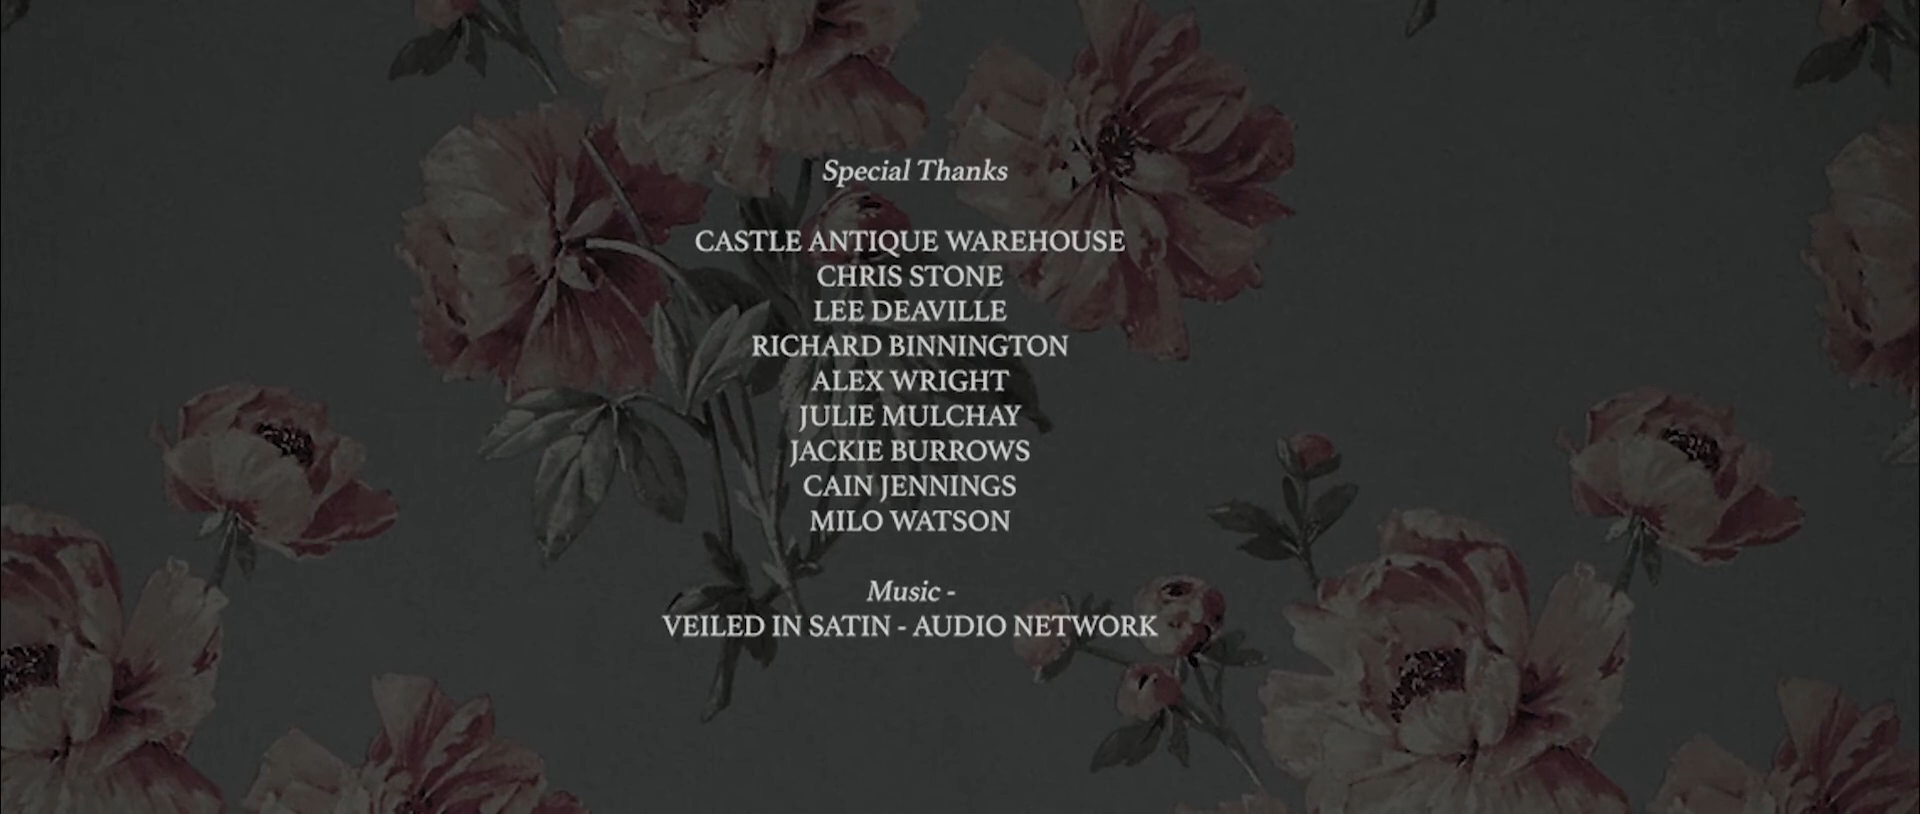 Special Thanks
CASTLE ANTIQUE WAREHOUSE
CHRIS STONE
LEE DEAVILLE
RICHARD BINNINGTON
ALEX WRIGHT
JULIE MULCHAY
JACKIE BURROWS
CAIN JENNINGS
MILO WATSON
Music -
VEILED IN SATIN - AUDIO NETWORK